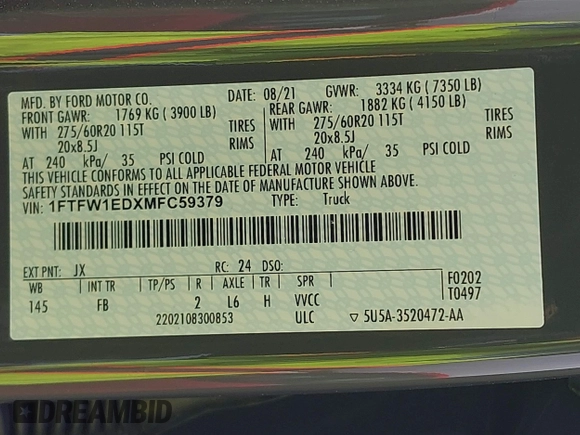 MFD. BY FORD MOTOR CO.
DATE: 08/21
GVWR: 3334 KG ( 7350 LB)
FRONT GAWR: 1769 KG ( 3900 LB)
REAR GAWR: 1882 KG ( 4150 LB)
WITH 275/60R20 115T TIRES
WITH 275/60R20 115T TIRES
20x8.5J RIMS
20x8.5J RIMS
AT 240 kPa/ 35 PSI COLD
AT 240 kPa/ 35 PSI COLD
THIS VEHICLE CONFORMS TO ALL APPLICABLE FEDERAL MOTOR VEHICLE
SAFETY STANDARDS IN EFFECT ON THE DATE OF MANUFACTURE SHOWN ABOVE.
VIN: 1FTFW1EDXMFC59379
TYPE: Truck
EXT PNT: JX
RC: 24 DSO:
WB INT TR TP/PS R AXLE TR SPR
145 FB 2 L6 H VVCC
F0202
T0497
2202108300853
ULC
▽ 5U5A-3520472-AA
DREAMBID